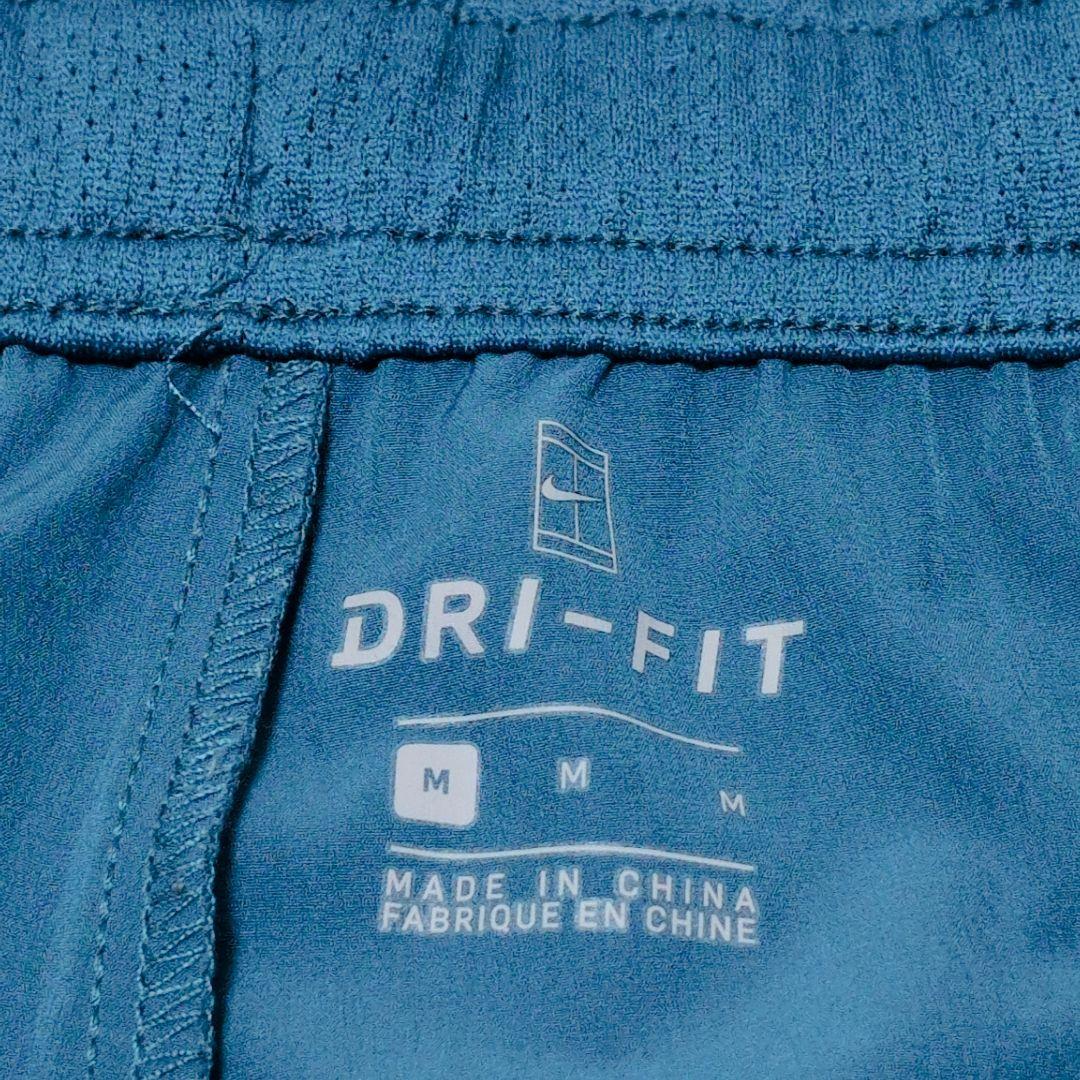 DRI-FIT
M M M
MADE IN CHINA
FABRIQUE EN CHINE